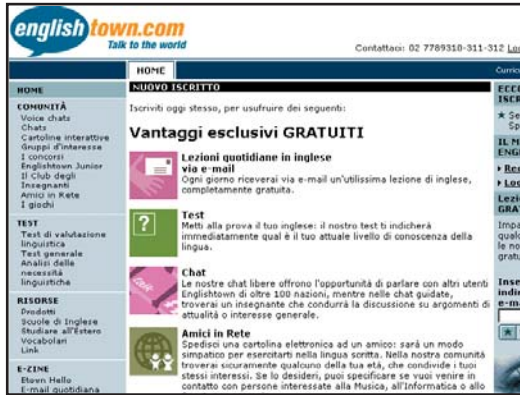 englishtown.com
Talk to the world
Contattaci: 02 7789310-311-312
HOME
HOME
COMUNITÀ
Voice chats
Chats
Cartoline interattive
Gruppi d'interesse
I concorsi
Englishtown Junior
Il Club degli
Insegnanti
Amici in Rete
I giochi
TEST
Test di valutazione
linguistica
Test generale
Analisi delle
necessità
linguistiche
RISORSE
Prodotti
Scuole di Inglese
Studiare all'Estero
Vocabolari
Link
E-ZINE
Etown Hello
E-mail quotidiana
NUOVO ISCRITTO
Iscriviti oggi stesso, per usufruire dei seguenti:
Vantaggi esclusivi GRATUITI
Lezioni quotidiane in inglese
via e-mail
Ogni giorno riceverai via e-mail un'utilissima lezione di inglese,
completamente gratuita.
Test
Metti alla prova il tuo inglese: il nostro test ti indicherà
immediatamente qual è il tuo attuale livello di conoscenza della
lingua.
Chat
Le nostre chat libere offrono l'opportunità di parlare con altri utenti
Englishtown di oltre 100 nazioni, mentre nelle chat guidate,
troverai un insegnante che condurrà la discussione su argomenti di
attualità o interesse generale.
Amici in Rete
Spedisci una cartolina elettronica ad un amico: sarà un modo
simpatico per esercitarti nella lingua scritta. Nella nostra comunità
troverai sicuramente qualcuno della tua età, che condivide i tuoi
stessi interessi. Se lo desideri, puoi specificare se vuoi venire in
contatto con persone interessate alla Musica, all'Informatica o allo